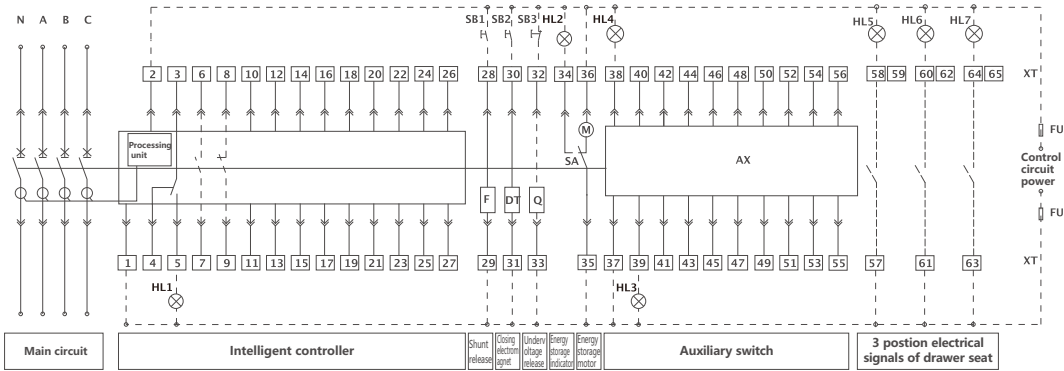 N A B C
SB1 SB2 SB3 HL2 HL4 HL5 HL6 HL7
2 3 6 8 10 12 14 16 18 20 22 24 26 28 30 32 34 36 38 40 42 44 46 48 50 52 54 56 58 59 60 62 64 65 XT
FU
M
Processing
unit
AX
SA
Control
circuit
power
F DT Q
FU
1 4 5 7 9 11 13 15 17 19 21 23 25 27 29 31 33 35 37 39 41 43 45 47 49 51 53 55 57 61 63 XT
HL1 HL3
Main circuit
Intelligent controller
Shunt
release
Closing
electrom
agnet
Underv
oltage
release
Energy
storage
indicator
Energy
storage
motor
Auxiliary switch
3 postion electrical
signals of drawer seat